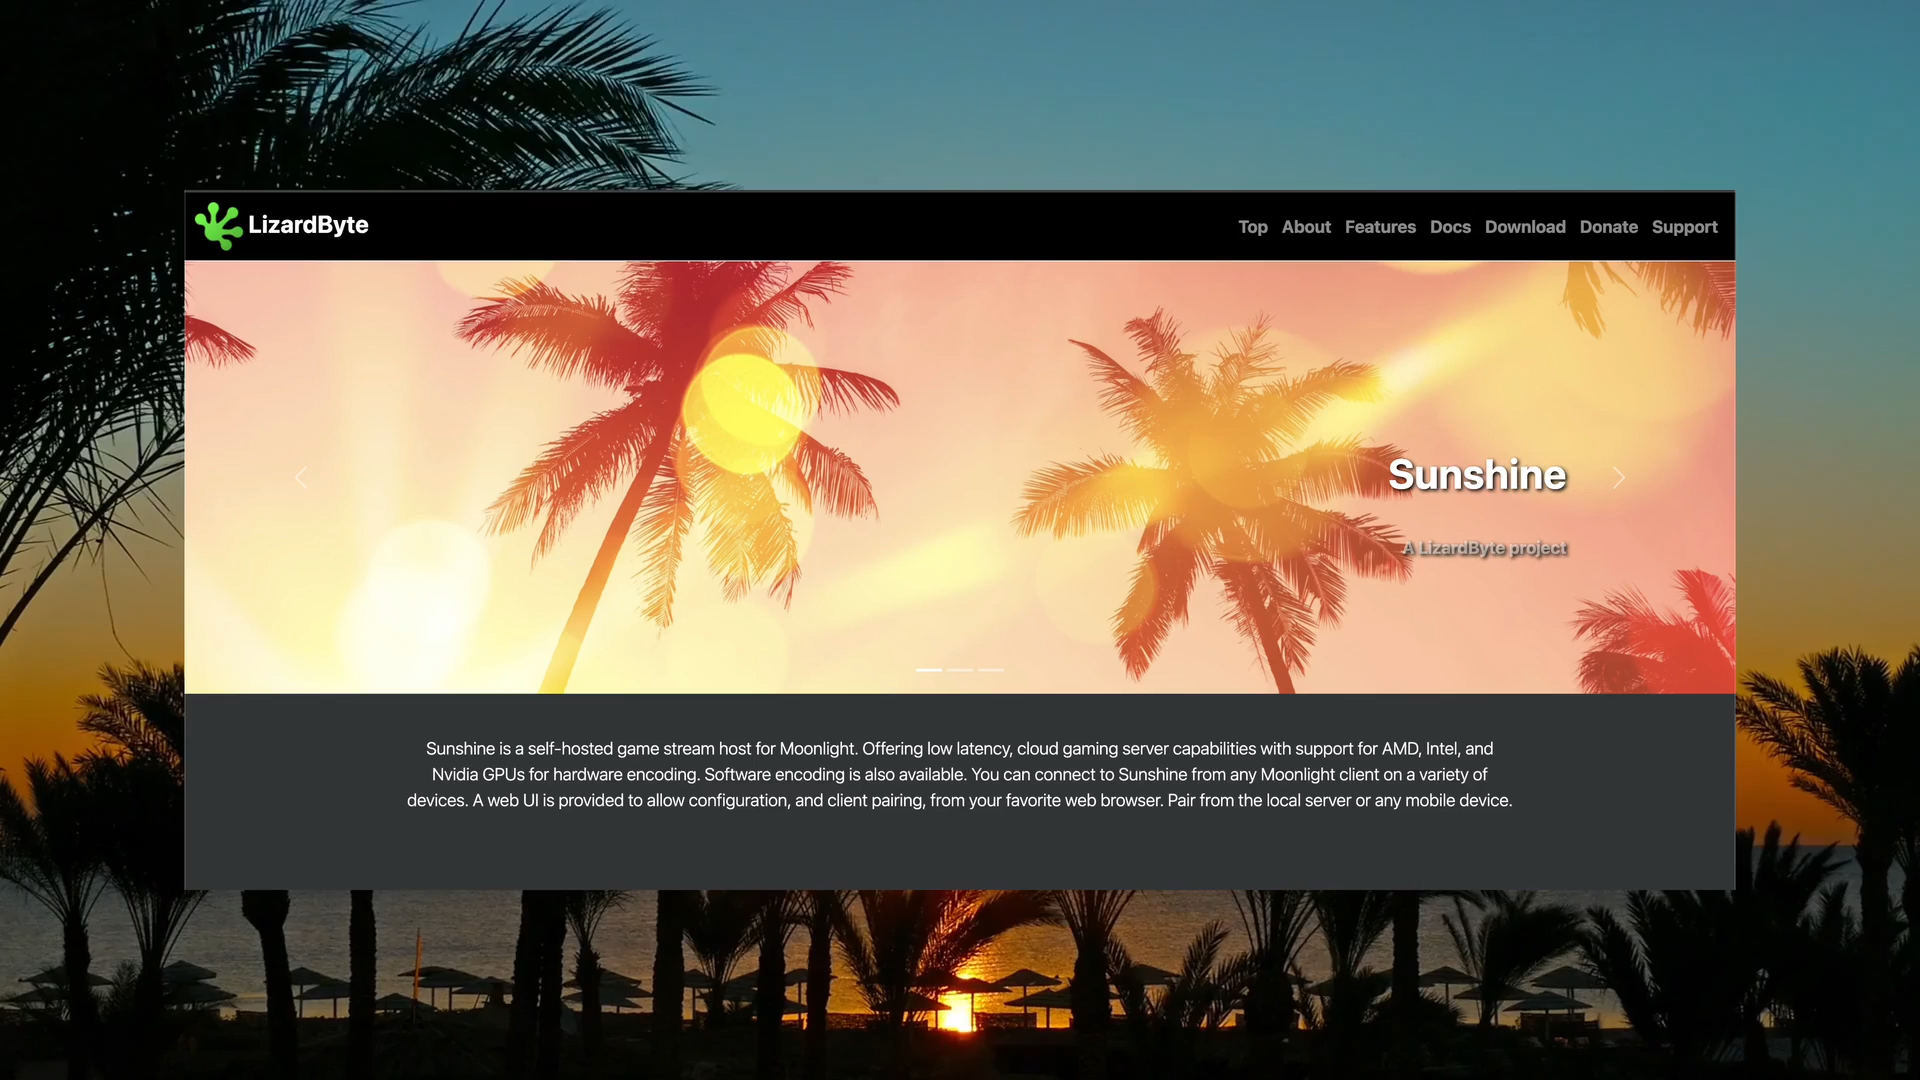 LizardByte
Top About Features Docs Download Donate Support
Sunshine
A LizardByte project
Sunshine is a self-hosted game stream host for Moonlight. Offering low latency, cloud gaming server capabilities with support for AMD, Intel, and
Nvidia GPUs for hardware encoding. Software encoding is also available. You can connect to Sunshine from any Moonlight client on a variety of
devices. A web UI is provided to allow configuration, and client pairing, from your favorite web browser. Pair from the local server or any mobile device.